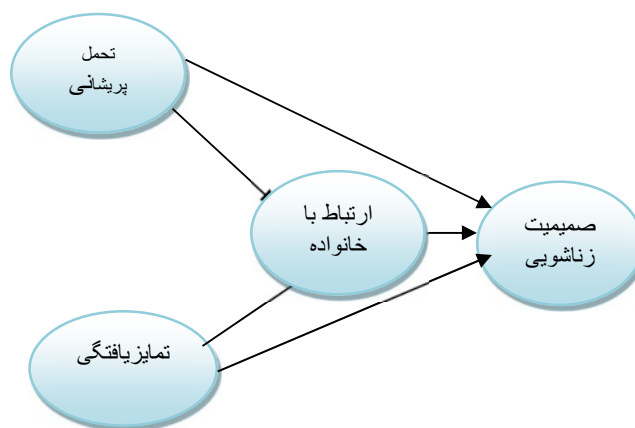 تحمل
پریشانی
ارتباط با
خانواده
صمیمیت
زناشویی
تمایزیافتگی